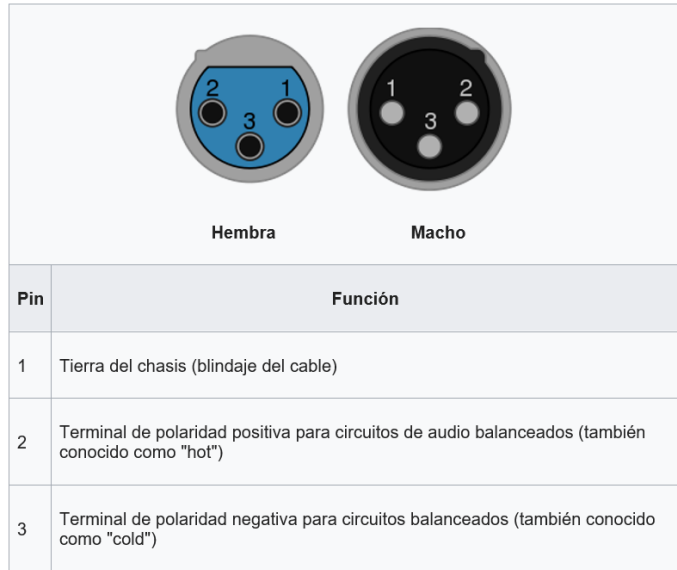 2 1
3
1 2
3
Hembra Macho
Pin Función
1 Tierra del chasis (blindaje del cable)
2 Terminal de polaridad positiva para circuitos de audio balanceados (también
conocido como "hot")
3 Terminal de polaridad negativa para circuitos balanceados (también conocido
como "cold")